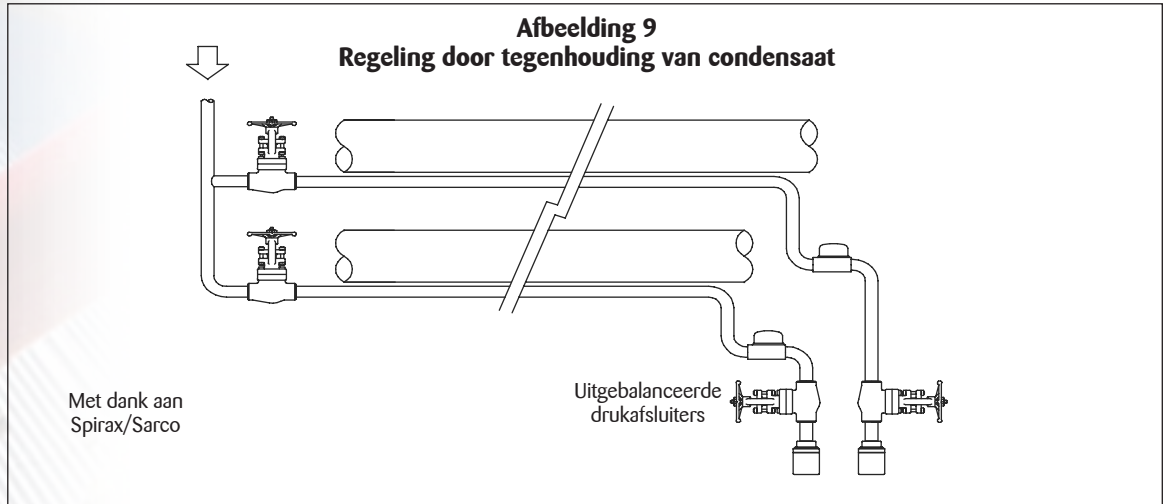 Afbeelding 9
Regeling door tegenhouding van condensaat
Met dank aan
Spirax/Sarco
Uitgebalanceerde
drukafsluiters